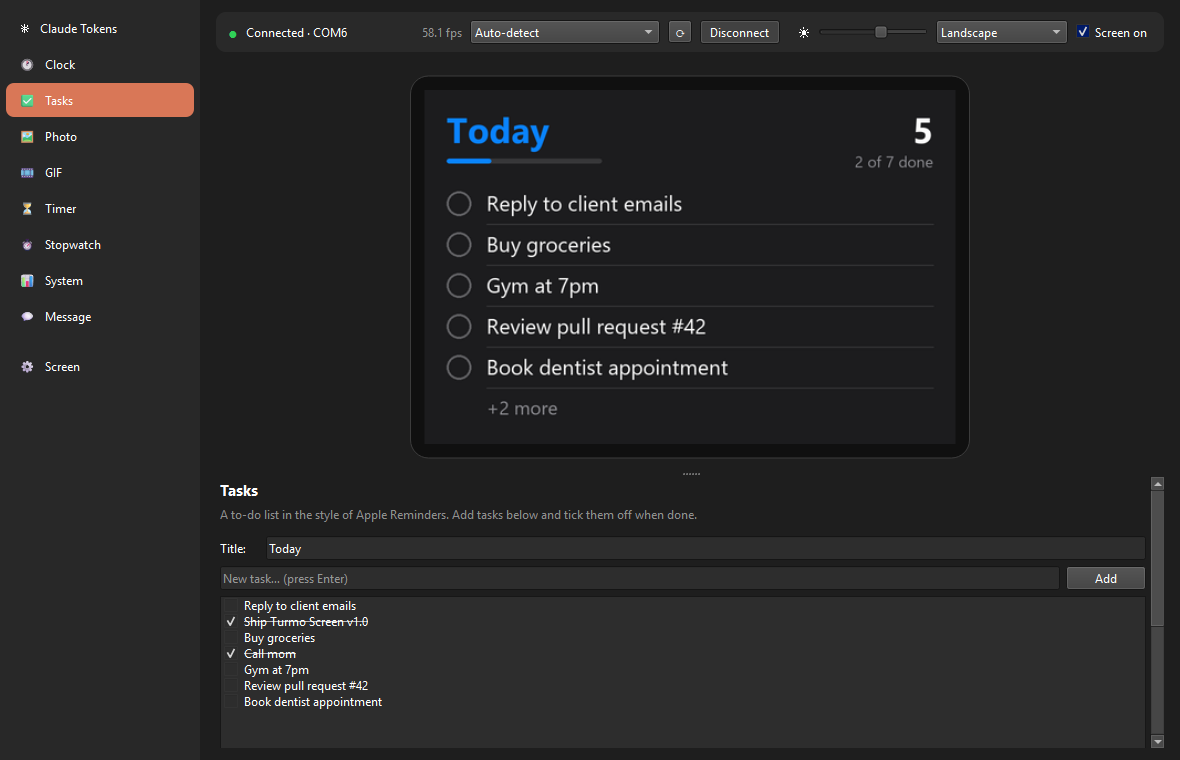 Claude Tokens
Clock
Tasks
Photo
GIF
Timer
Stopwatch
System
Message
Screen
Connected · COM6
58.1 fps
Auto-detect
Disconnect
Landscape
Screen on
Today
5
2 of 7 done
Reply to client emails
Buy groceries
Gym at 7pm
Review pull request #42
Book dentist appointment
+2 more
Tasks
A to-do list in the style of Apple Reminders. Add tasks below and tick them off when done.
Title: Today
New task... (press Enter)
Add
Reply to client emails
Ship Turmo Screen v1.0
Buy groceries
Call mom
Gym at 7pm
Review pull request #42
Book dentist appointment